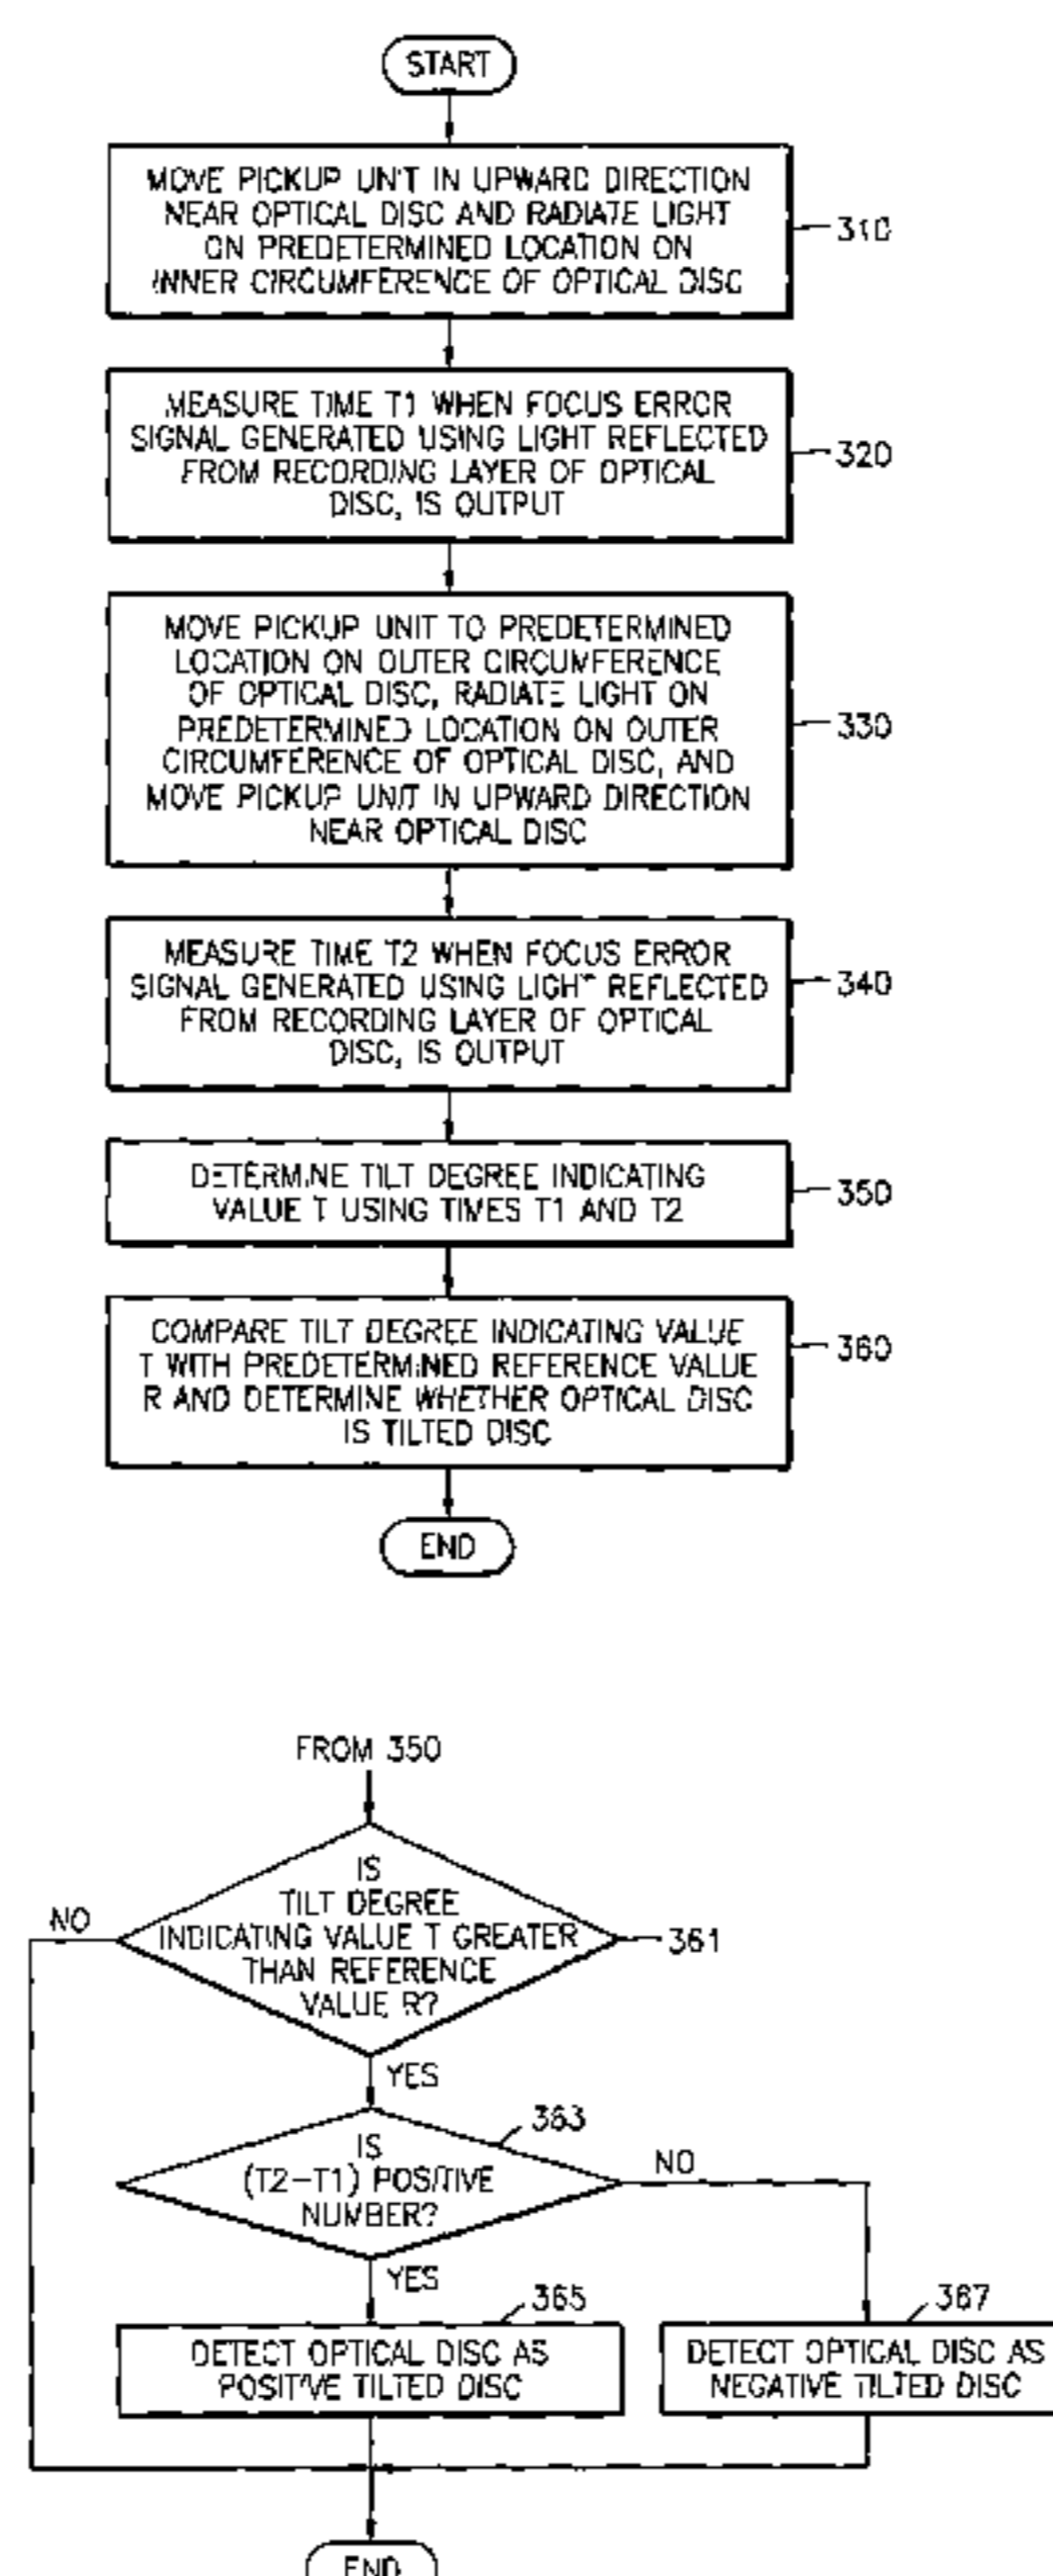 START
MOVE PICKUP UNIT IN UPWARD DIRECTION
NEAR OPTICAL DISC AND RADIATE LIGHT
ON PREDETERMINED LOCATION ON
INNER CIRCUMFERENCE OF OPTICAL DISC
310
MEASURE TIME T1 WHEN FOCUS ERROR
SIGNAL GENERATED USING LIGHT REFLECTED
FROM RECORDING LAYER OF OPTICAL
DISC, IS OUTPUT
320
MOVE PICKUP UNIT TO PREDETERMINED
LOCATION ON OUTER CIRCUMFERENCE
OF OPTICAL DISC, RADIATE LIGHT ON
PREDETERMINED LOCATION ON OUTER
CIRCUMFERENCE OF OPTICAL DISC, AND
MOVE PICKUP UNIT IN UPWARD DIRECTION
NEAR OPTICAL DISC
330
MEASURE TIME T2 WHEN FOCUS ERROR
SIGNAL GENERATED USING LIGHT REFLECTED
FROM RECORDING LAYER OF OPTICAL
DISC, IS OUTPUT
340
DETERMINE TILT DEGREE INDICATING
VALUE T USING TIMES T1 AND T2
350
COMPARE TILT DEGREE INDICATING VALUE
T WITH PREDETERMINED REFERENCE VALUE
R AND DETERMINE WHETHER OPTICAL DISC
IS TILTED DISC
360
END
FROM 350
IS
TILT DEGREE
INDICATING VALUE T GREATER
THAN REFERENCE
VALUE R?
361
NO
YES
363
IS
(T2-T1) POSITIVE
NUMBER?
NO
YES
365
DETECT OPTICAL DISC AS
POSITIVE TILTED DISC
367
DETECT OPTICAL DISC AS
NEGATIVE TILTED DISC
END